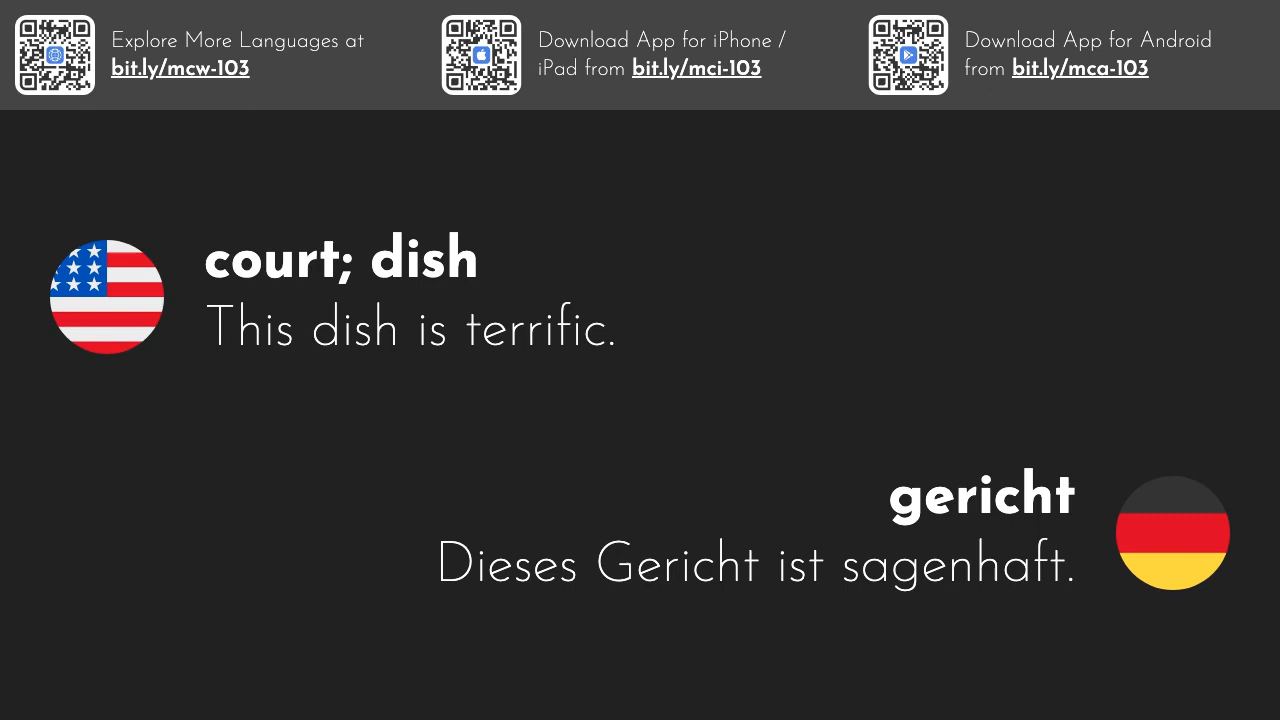 Explore More Languages at
bit.ly/mcw-103
Download App for iPhone /
iPad from bit.ly/mci-103
Download App for Android
from bit.ly/mca-103
court; dish
This dish is terrific.
gericht
Dieses Gericht ist sagenhaft.